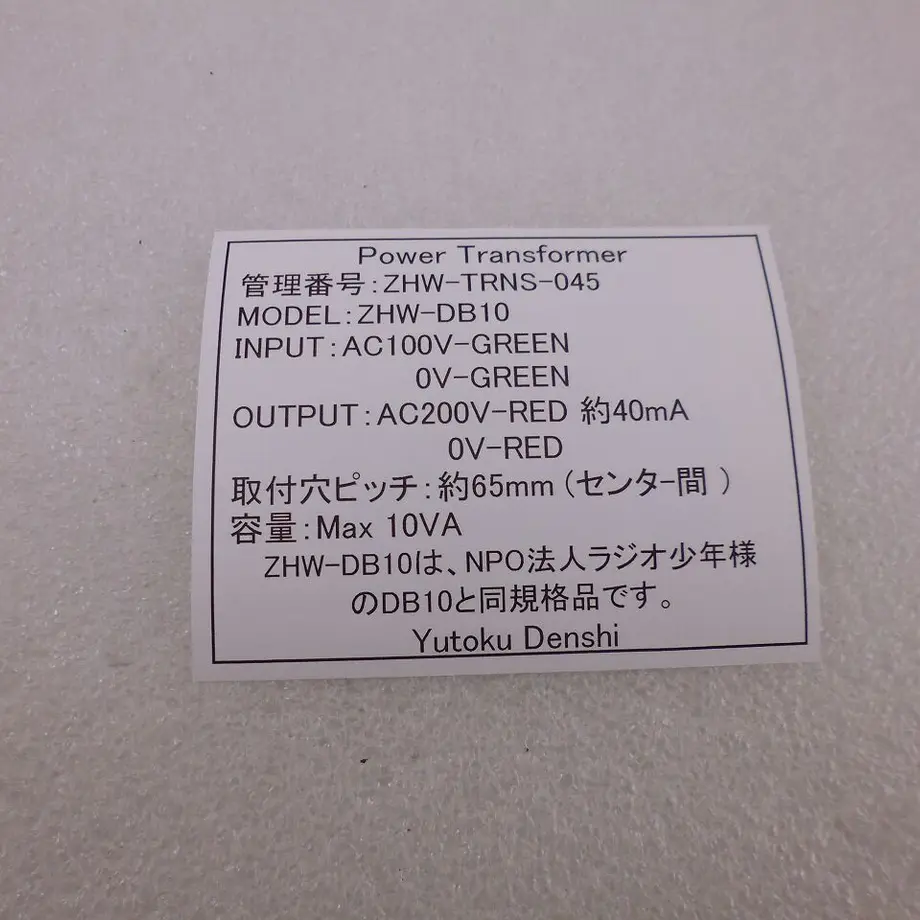 Power Transformer
管理番号:ZHW-TRNS-045
MODEL:ZHW-DB10
INPUT:AC100V-GREEN
0V-GREEN
OUTPUT:AC200V-RED 約40mA
0V-RED
取付穴ピッチ:約65mm(センタ-間 )
容量:Max 10VA
ZHW-DB10は、NPO法人ラジオ少年様
のDB10と同規格品です。
Yutoku Denshi